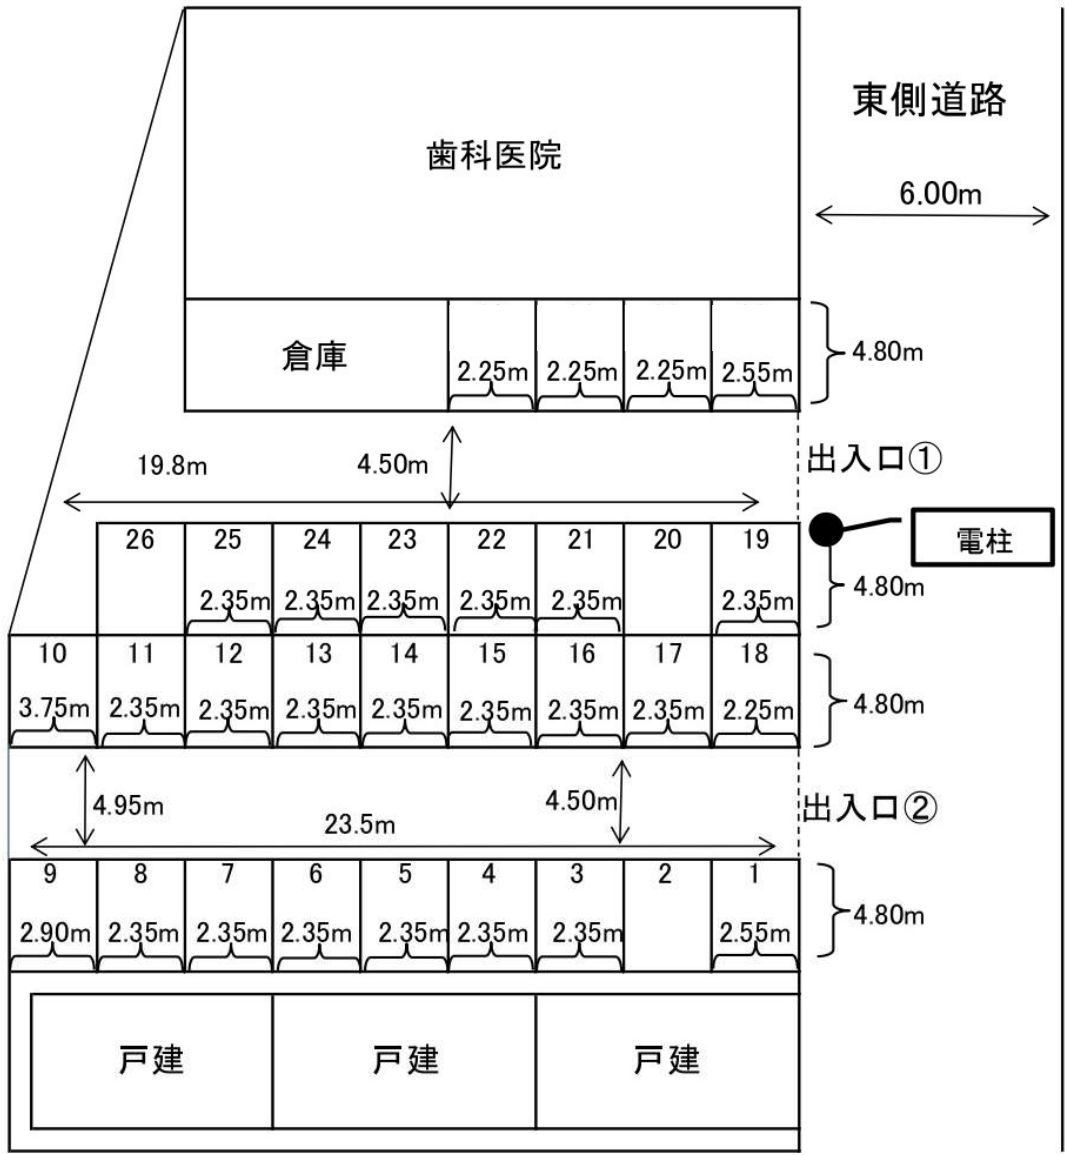 東側道路
歯科医院
6.00m
倉庫
2.25m 2.25m 2.25m 2.55m
4.80m
19.8m
4.50m
出入口①
26 25 24 23 22 21 20 19
電柱
2.35m 2.35m 2.35m 2.35m 2.35m 2.35m
4.80m
10 11 12 13 14 15 16 17 18
3.75m 2.35m 2.35m 2.35m 2.35m 2.35m 2.35m 2.35m 2.25m
4.80m
4.95m
4.50m
出入口②
23.5m
9 8 7 6 5 4 3 2 1
2.90m 2.35m 2.35m 2.35m 2.35m 2.35m 2.35m 2.55m
4.80m
戸建 戸建 戸建